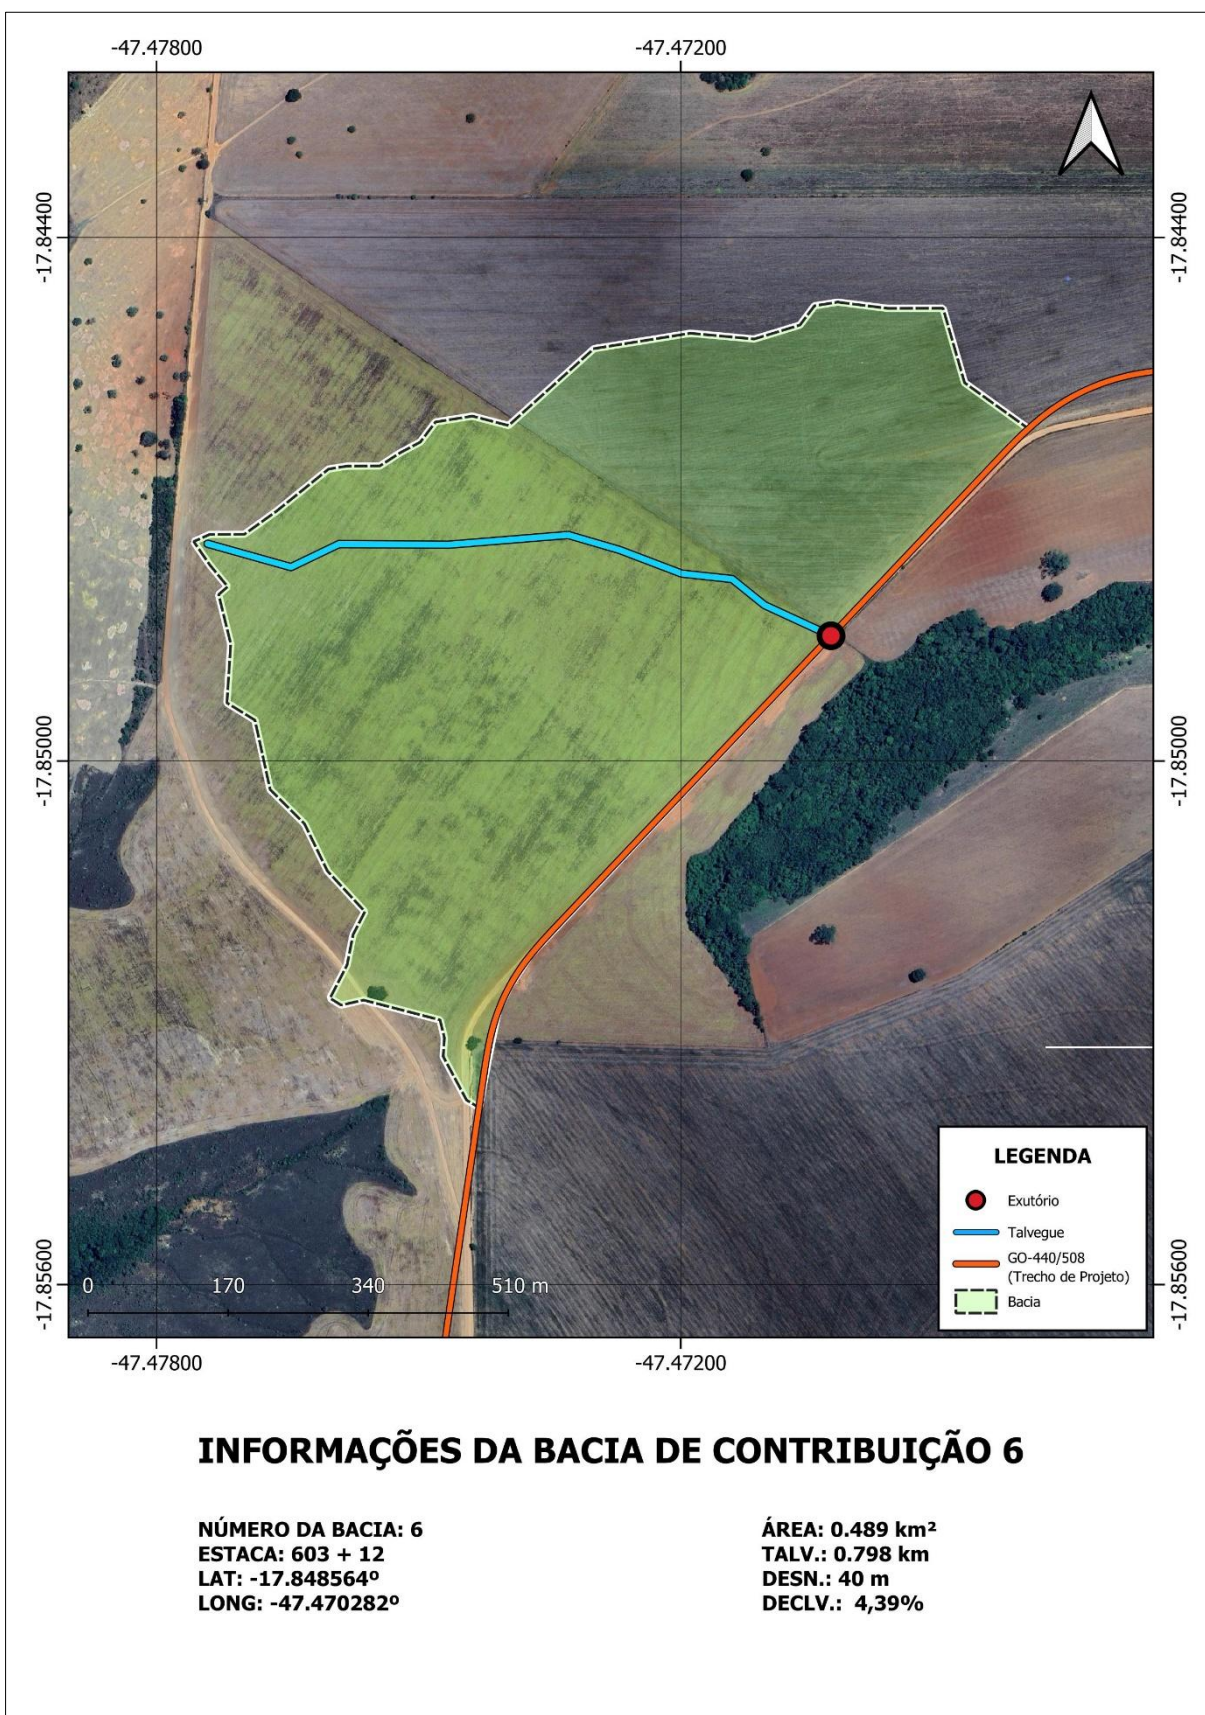 -47.47800
-47.47200
-17.84400
-17.84400
-17.85000
-17.85000
LEGENDA
Exutório
Talvegue
GO-440/508
(Trecho de Projeto)
Bacia
0
170
340
510 m
-17.85600
-17.85600
-47.47800
-47.47200
INFORMAÇÕES DA BACIA DE CONTRIBUIÇÃO 6
NÚMERO DA BACIA: 6
ESTACA: 603 + 12
LAT: -17.848564º
LONG: -47.470282º
ÁREA: 0.489 km²
TALV.: 0.798 km
DESN.: 40 m
DECLV.: 4,39%